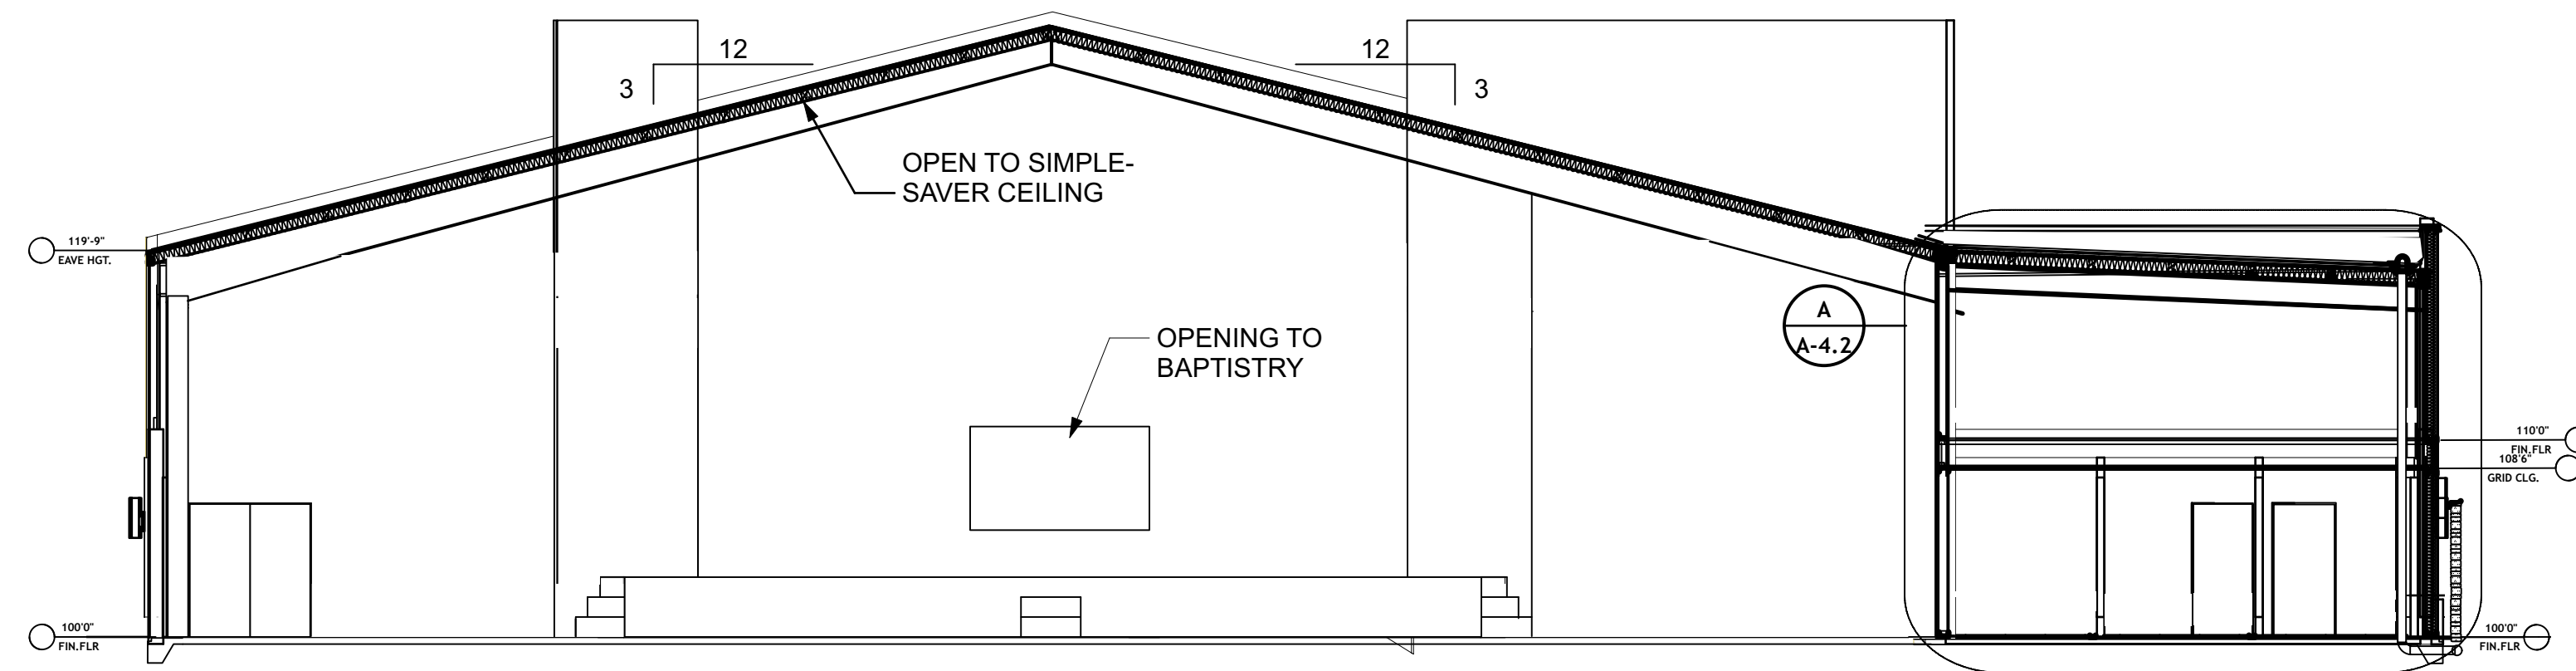 12
3
12
3
OPEN TO SIMPLE-
SAVER CEILING
119'-9"
EAVE HGT.
A
A-4.2
OPENING TO
BAPTISTRY
110'0"
FIN.FLR
108'6"
GRID CLG.
100'0"
FIN.FLR
100'0"
FIN.FLR